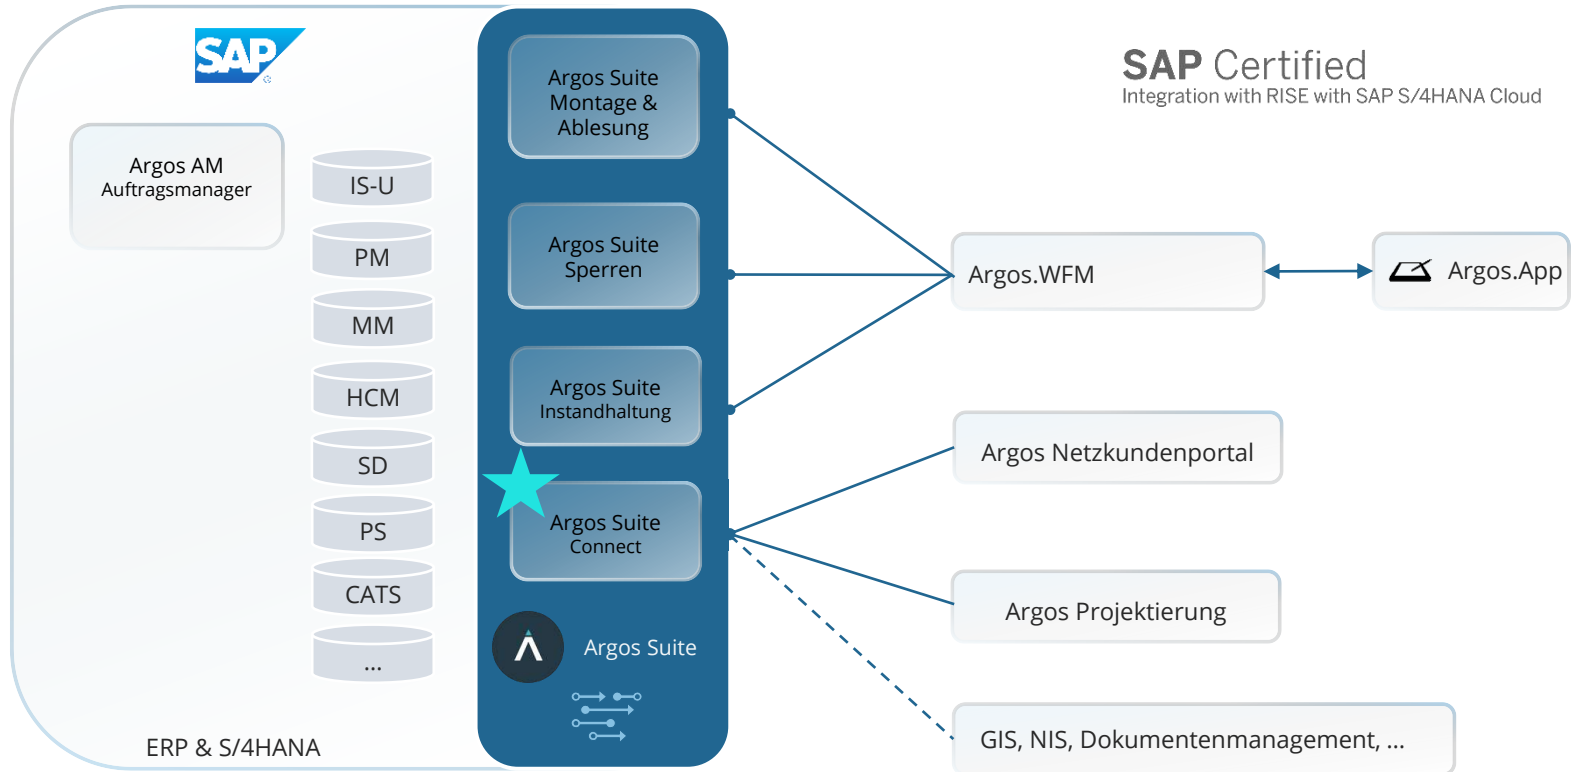 SAP
SAP Certified
Integration with RISE with SAP S/4HANA Cloud
Argos AM
Auftragsmanager
IS-U
PM
MM
HCM
SD
PS
CATS
...
ERP & S/4HANA
Argos Suite
Montage &
Ablesung
Argos Suite
Sperren
Argos Suite
Instandhaltung
Argos Suite
Connect
Argos Suite
Argos.WFM
Argos.App
Argos Netzkundenportal
Argos Projektierung
GIS, NIS, Dokumentenmanagement, ...